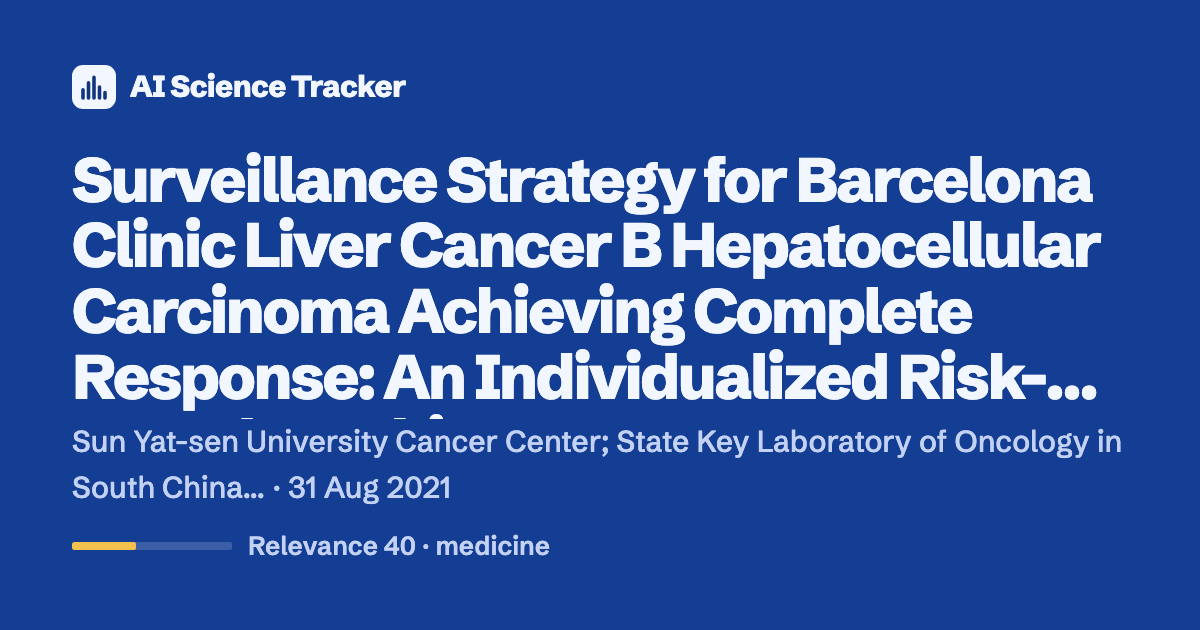 AI Science Tracker
Surveillance Strategy for Barcelona
Clinic Liver Cancer B Hepatocellular
Carcinoma Achieving Complete
Response: An Individualized Risk-...
Sun Yat-sen University Cancer Center; State Key Laboratory of Oncology in
South China... · 31 Aug 2021
Relevance 40 · medicine